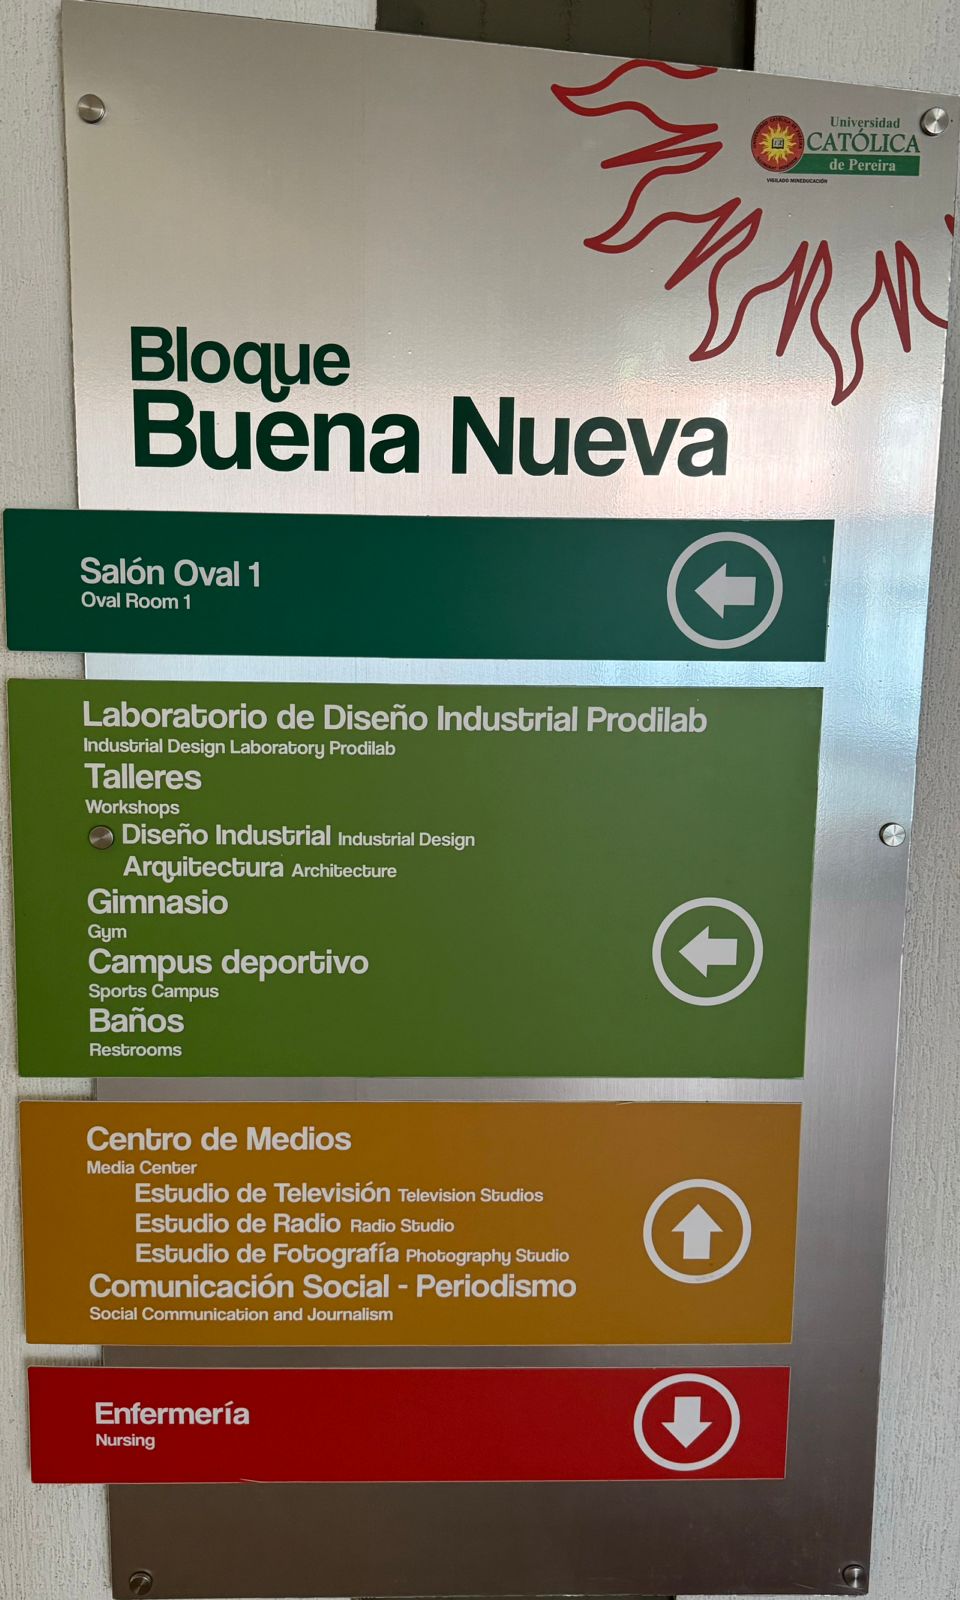 Universidad
CATÓLICA
de Pereira
VIGILADO MINEDUCACIÓN
Bloque
Buena Nueva
Salón Oval 1
Oval Room 1
Laboratorio de Diseño Industrial Prodilab
Industrial Design Laboratory Prodilab
Talleres
Workshops
Diseño Industrial Industrial Design
Arquitectura Architecture
Gimnasio
Gym
Campus deportivo
Sports Campus
Baños
Restrooms
Centro de Medios
Media Center
Estudio de Televisión Television Studios
Estudio de Radio Radio Studio
Estudio de Fotografía Photography Studio
Comunicación Social - Periodismo
Social Communication and Journalism
Enfermería
Nursing